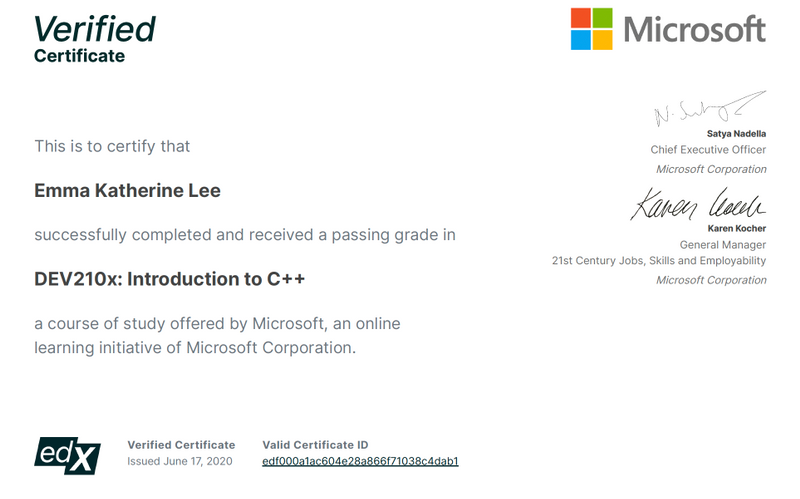 Verified
Certificate
Microsoft
This is to certify that
Emma Katherine Lee
successfully completed and received a passing grade in
DEV210x: Introduction to C++
a course of study offered by Microsoft, an online
learning initiative of Microsoft Corporation.
Satya Nadella
Chief Executive Officer
Microsoft Corporation
Karen Kocher
General Manager
21st Century Jobs, Skills and Employability
Microsoft Corporation
edX
Verified Certificate
Issued June 17, 2020
Valid Certificate ID
edf000a1ac604e28a866f71038c4dab1